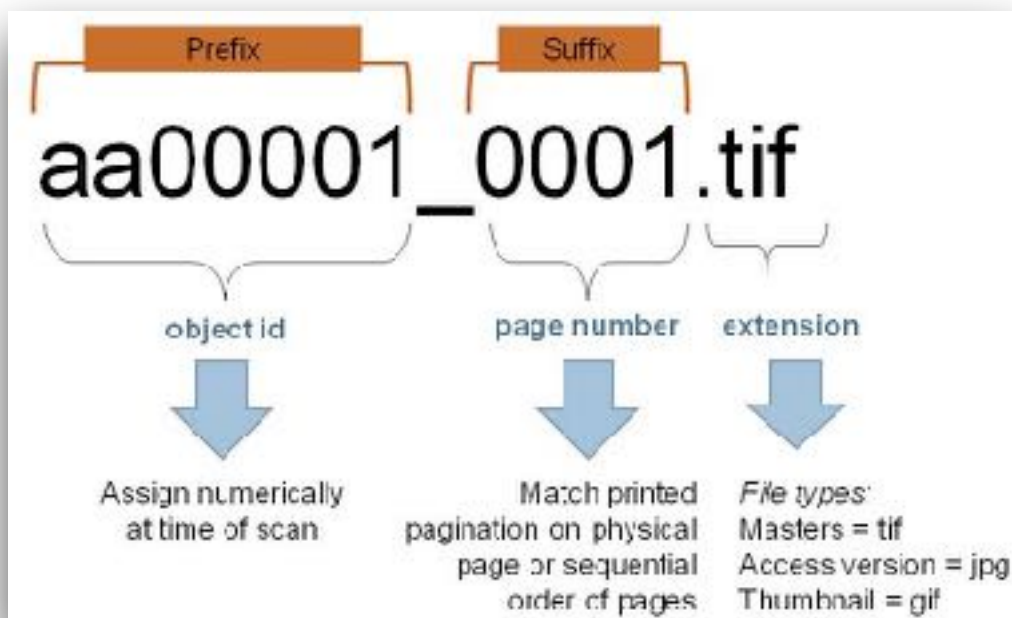 Prefix Suffix
aa00001_0001.tif
object id page number extension
Assign numerically
at time of scan
Match printed
pagination on physical
page or sequential
order of pages
File types:
Masters = tif
Access version = jpg
Thumbnail = gif